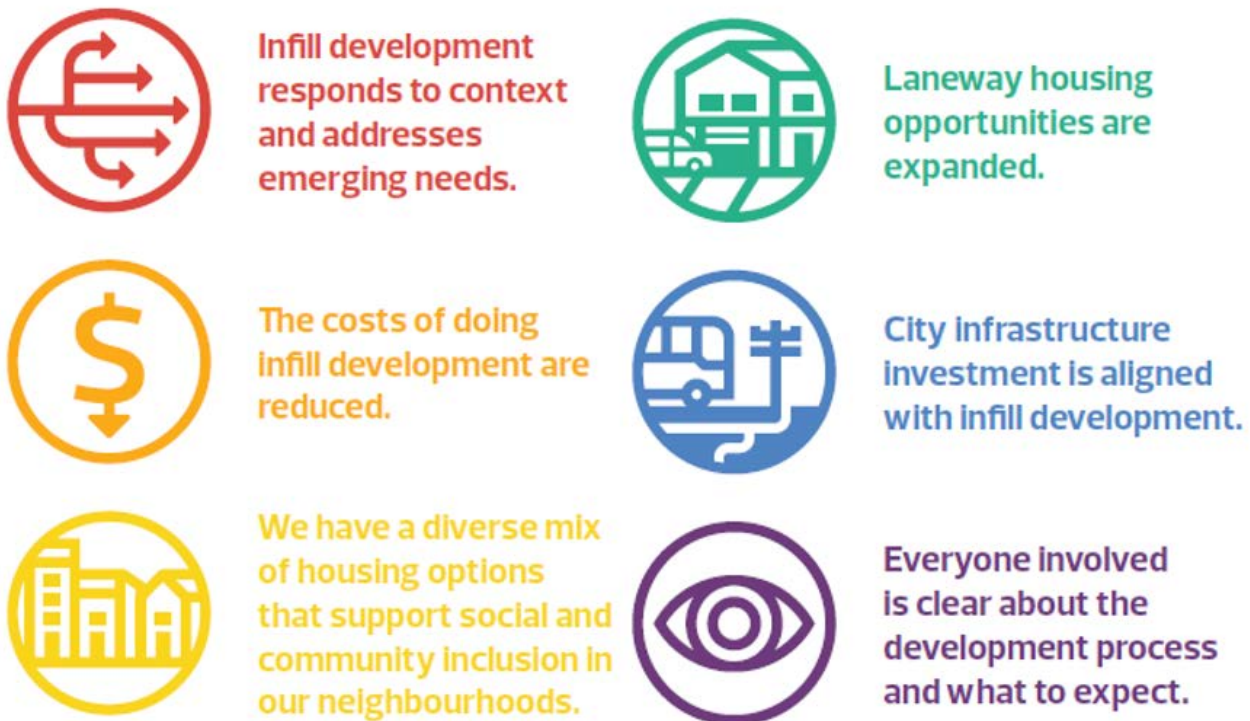 Infill development
responds to context
and addresses
emerging needs.
The costs of doing
infill development are
reduced.
We have a diverse mix
of housing options
that support social and
community inclusion in
our neighbourhoods.
Laneway housing
opportunities are
expanded.
City infrastructure
investment is aligned
with infill development.
Everyone involved
is clear about the
development process
and what to expect.